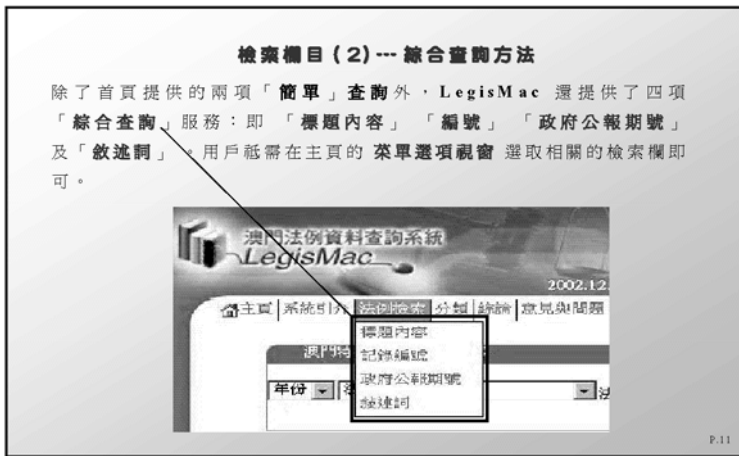 檢索欄目 (2)--- 綜合查詢方法
除了首頁提供的兩項「簡單」查詢外，LegisMac 還提供了四項
「綜合查詢」服務：即 「標題內容」 「編號」 「政府公報期號」
及「敘述詞」 。用戶祗需在主頁的 菜單選項視窗 選取相關的檢索欄即
可。
澳門法例資料查詢系統
LegisMac
2002.12.
主頁 系統引介 法例檢索 分類 綜論 意見與問題
標題內容
澳門特
記錄編號
政府公報期號
年份 法
敘述詞
P.11